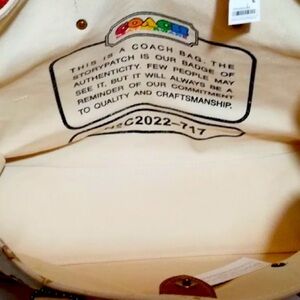 COACH
THIS IS A COACH BAG. THE
STORYPATCH IS OUR BADGE OF
AUTHENTICITY. FEW PEOPLE MAY
SEE IT, BUT IT WILL ALWAYS BE A
REMINDER OF OUR COMMITMENT
TO QUALITY AND CRAFTSMANSHIP.
C2022-717